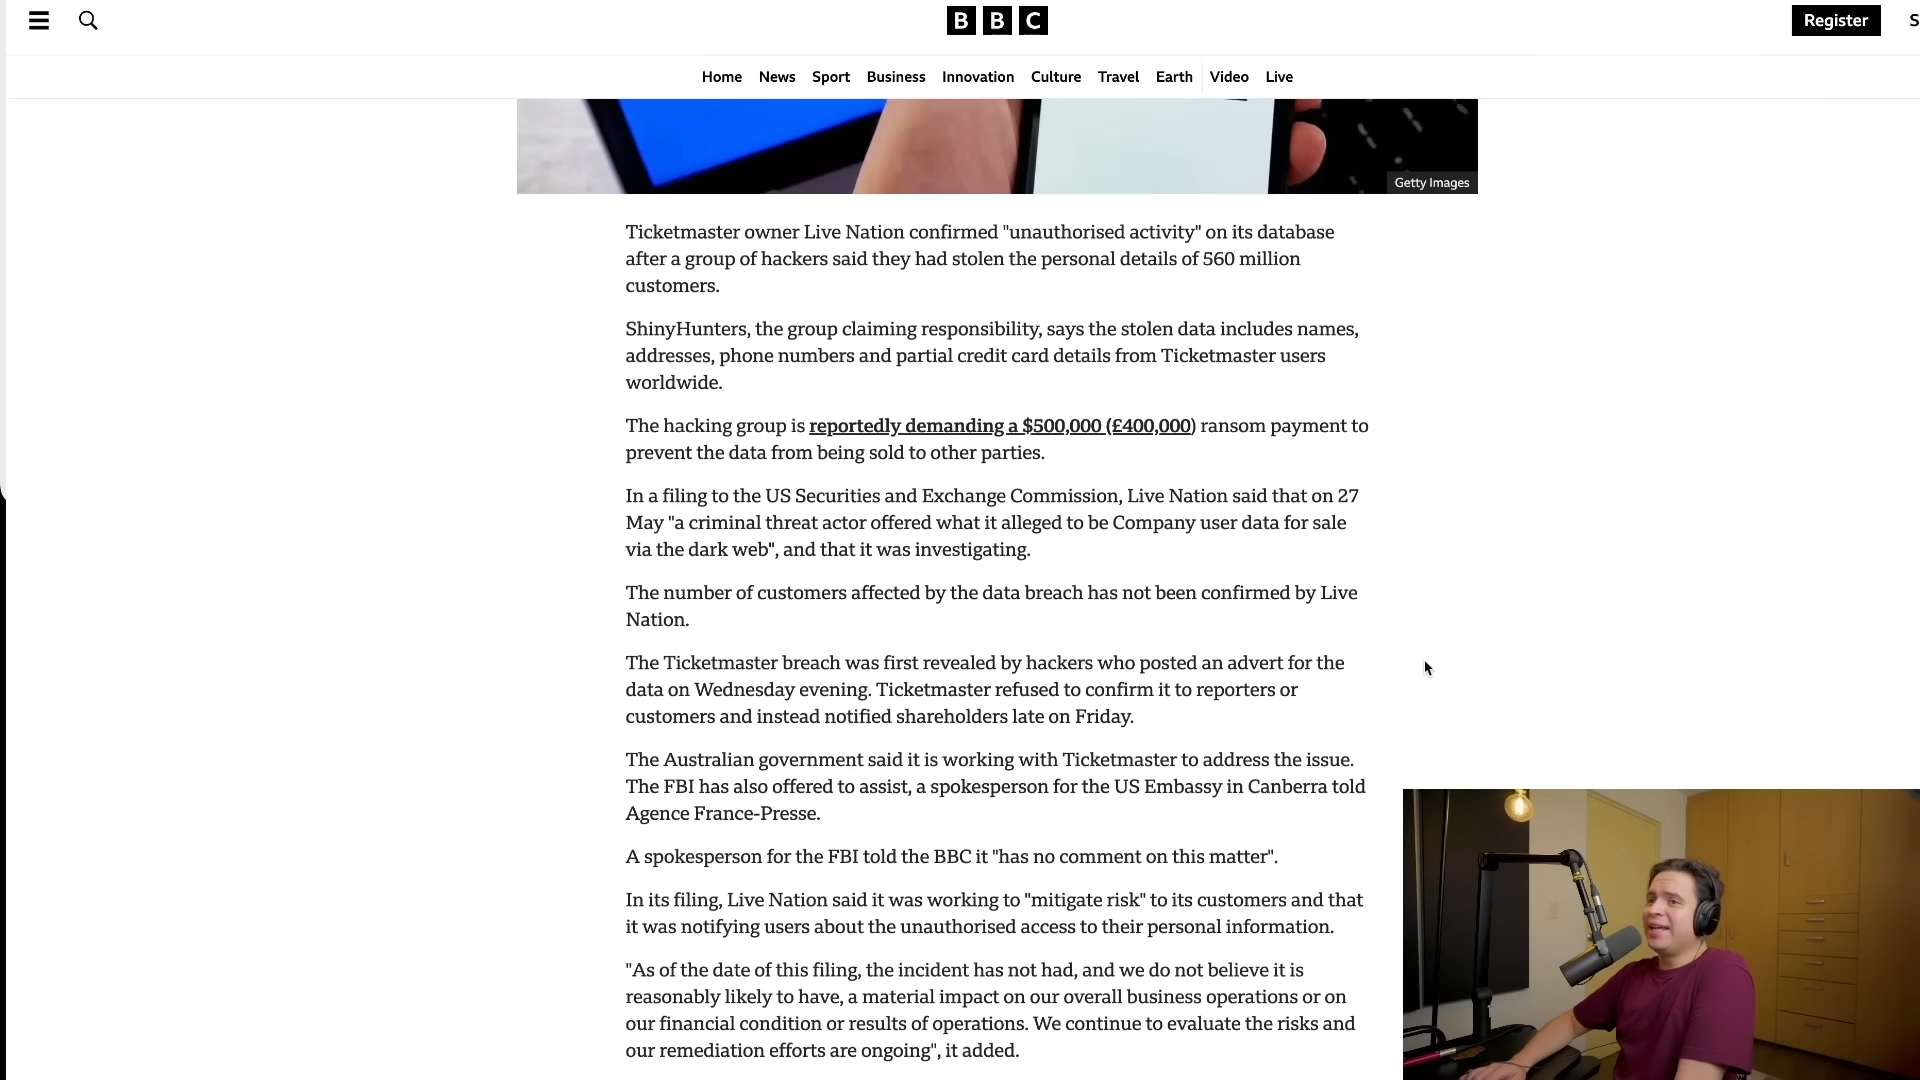 BBC
Register
S
Home News Sport Business Innovation Culture Travel Earth Video Live
Getty Images
Ticketmaster owner Live Nation confirmed "unauthorised activity" on its database
after a group of hackers said they had stolen the personal details of 560 million
customers.
ShinyHunters, the group claiming responsibility, says the stolen data includes names,
addresses, phone numbers and partial credit card details from Ticketmaster users
worldwide.
The hacking group is reportedly demanding a $500,000 (£400,000) ransom payment to
prevent the data from being sold to other parties.
In a filing to the US Securities and Exchange Commission, Live Nation said that on 27
May "a criminal threat actor offered what it alleged to be Company user data for sale
via the dark web", and that it was investigating.
The number of customers affected by the data breach has not been confirmed by Live
Nation.
The Ticketmaster breach was first revealed by hackers who posted an advert for the
data on Wednesday evening. Ticketmaster refused to confirm it to reporters or
customers and instead notified shareholders late on Friday.
The Australian government said it is working with Ticketmaster to address the issue.
The FBI has also offered to assist, a spokesperson for the US Embassy in Canberra told
Agence France-Presse.
A spokesperson for the FBI told the BBC it "has no comment on this matter".
In its filing, Live Nation said it was working to "mitigate risk" to its customers and that
it was notifying users about the unauthorised access to their personal information.
"As of the date of this filing, the incident has not had, and we do not believe it is
reasonably likely to have, a material impact on our overall business operations or on
our financial condition or results of operations. We continue to evaluate the risks and
our remediation efforts are ongoing", it added.